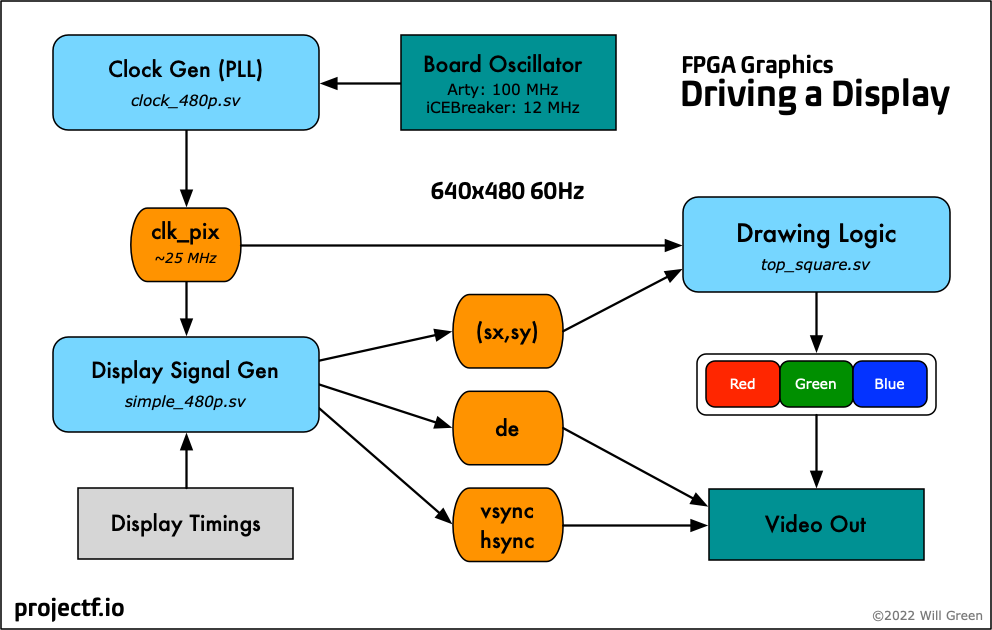 Clock Gen (PLL)
clock_480p.sv
Board Oscillator
Arty: 100 MHz
iCEBreaker: 12 MHz
FPGA Graphics
Driving a Display
640x480 60Hz
clk_pix
~25 MHz
Drawing Logic
top_square.sv
(sx,sy)
Display Signal Gen
simple_480p.sv
Red
Green
Blue
de
vsync
hsync
Display Timings
Video Out
projectf.io
©2022 Will Green